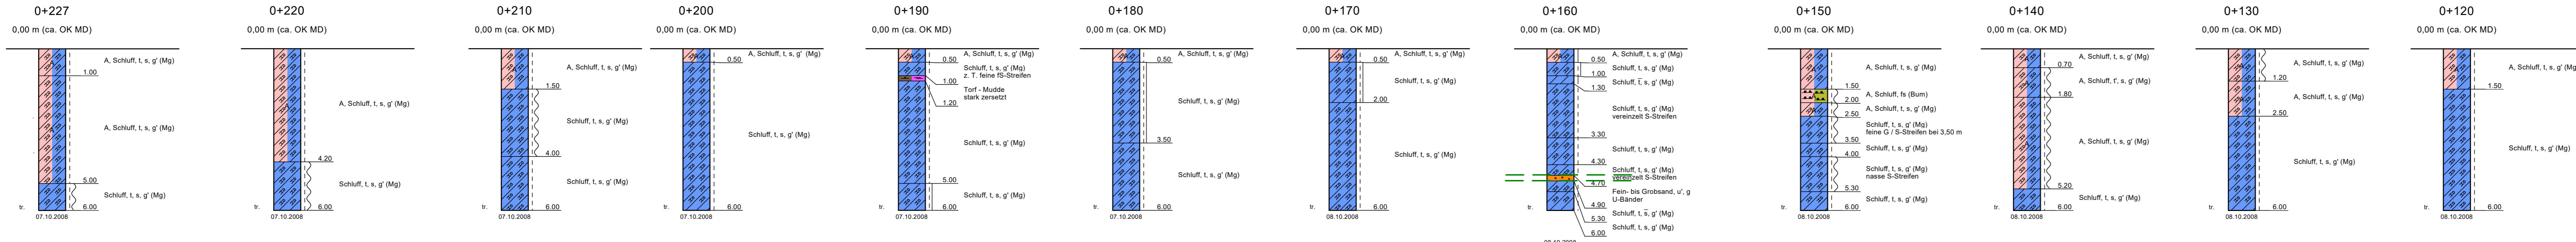 0+227
0,00 m (ca. OK MD)
A, Schluff, t, s, g' (Mg)
1.00
A, Schluff, t, s, g' (Mg)
5.00
Schluff, t, s, g' (Mg)
tr.
6.00
07.10.2008
0+220
0,00 m (ca. OK MD)
A, Schluff, t, s, g' (Mg)
4.20
Schluff, t, s, g' (Mg)
tr.
6.00
07.10.2008
0+210
0,00 m (ca. OK MD)
A, Schluff, t, s, g' (Mg)
1.50
Schluff, t, s, g' (Mg)
4.00
Schluff, t, s, g' (Mg)
tr.
6.00
07.10.2008
0+200
0,00 m (ca. OK MD)
A, Schluff, t, s, g' (Mg)
0.50
Schluff, t, s, g' (Mg)
tr.
6.00
07.10.2008
0+190
0,00 m (ca. OK MD)
A, Schluff, t, s, g' (Mg)
0.50
Schluff, t, s, g' (Mg)
z. T. feine fS-Streifen
1.00
Torf - Mudde
stark zersetzt
1.20
Schluff, t, s, g' (Mg)
5.00
Schluff, t, s, g' (Mg)
tr.
6.00
07.10.2008
0+180
0,00 m (ca. OK MD)
A, Schluff, t, s, g' (Mg)
0.50
Schluff, t, s, g' (Mg)
3.50
Schluff, t, s, g' (Mg)
tr.
6.00
07.10.2008
0+170
0,00 m (ca. OK MD)
A, Schluff, t, s, g' (Mg)
0.50
Schluff, t, s, g' (Mg)
2.00
Schluff, t, s, g' (Mg)
tr.
6.00
08.10.2008
0+160
0,00 m (ca. OK MD)
A, Schluff, t, s, g' (Mg)
0.50
Schluff, t, s, g' (Mg)
1.00
Schluff, t̅, s, g' (Mg)
1.30
Schluff, t, s, g' (Mg)
vereinzelt S-Streifen
3.30
Schluff, t, s, g' (Mg)
4.30
Schluff, t, s, g' (Mg)
vereinzelt S-Streifen
4.70
Fein- bis Grobsand, u', g
U-Bänder
4.90
Schluff, t, s̅, g' (Mg)
5.30
Schluff, t, s, g' (Mg)
6.00
0+150
0,00 m (ca. OK MD)
A, Schluff, t, s, g' (Mg)
1.50
A, Schluff, fs (Bum)
2.00
A, Schluff, t, s, g' (Mg)
2.50
Schluff, t, s, g' (Mg)
feine G / S-Streifen bei 3,50 m
3.50
Schluff, t, s, g' (Mg)
4.00
Schluff, t, s, g' (Mg)
nasse S-Streifen
5.30
Schluff, t, s, g' (Mg)
tr.
6.00
08.10.2008
0+140
0,00 m (ca. OK MD)
A, Schluff, t, s, g' (Mg)
0.70
A, Schluff, t', s, g' (Mg)
1.80
A, Schluff, t, s, g' (Mg)
5.20
Schluff, t, s, g' (Mg)
tr.
6.00
08.10.2008
0+130
0,00 m (ca. OK MD)
A, Schluff, t, s, g' (Mg)
1.20
A, Schluff, t, s, g' (Mg)
2.50
Schluff, t, s, g' (Mg)
tr.
6.00
08.10.2008
0+120
0,00 m (ca. OK MD)
A, Schluff, t, s, g' (Mg)
1.50
Schluff, t, s, g' (Mg)
tr.
6.00
08.10.2008